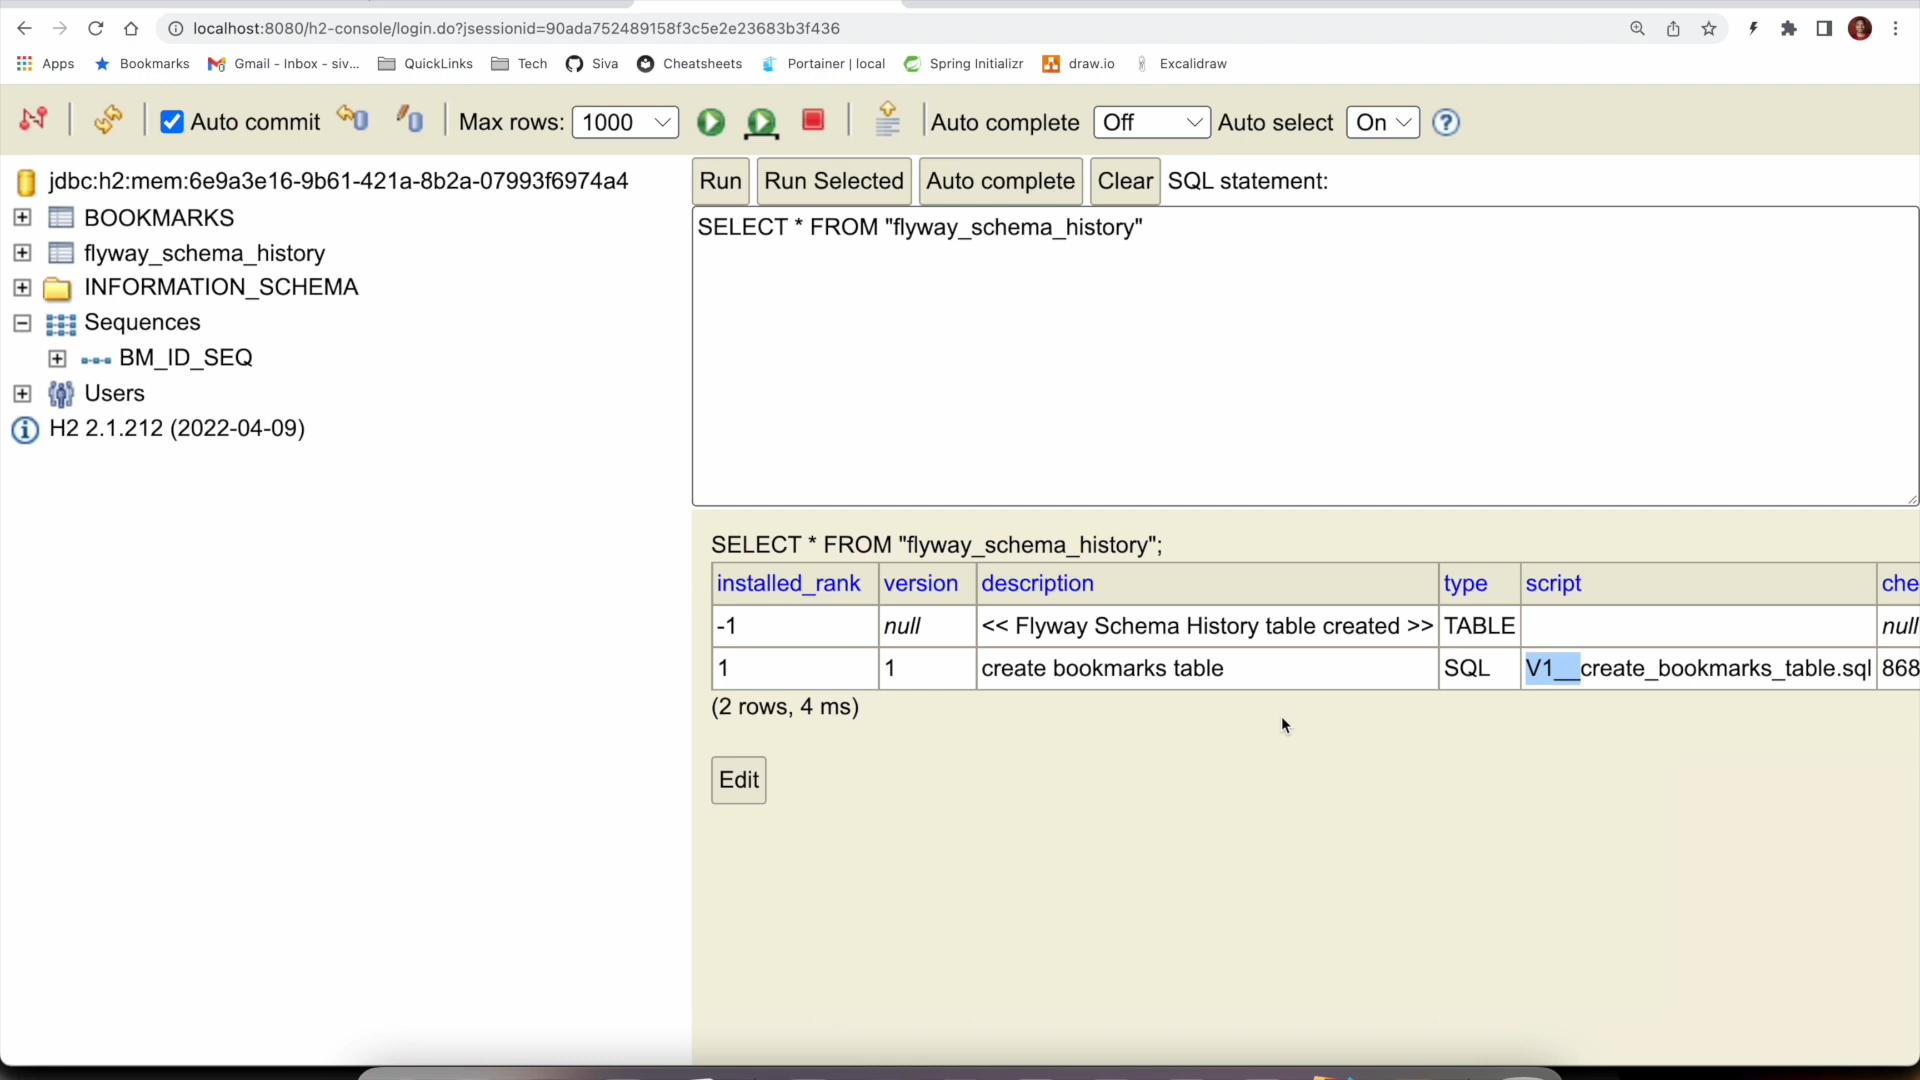 localhost:8080/h2-console/login.do?jsessionid=90ada752489158f3c5e2e23683b3f436
Apps Bookmarks Gmail - Inbox - siv... QuickLinks Tech Siva Cheatsheets Portainer | local Spring Initializr draw.io Excalidraw
Auto commit Max rows: 1000 Auto complete Off Auto select On ?
jdbc:h2:mem:6e9a3e16-9b61-421a-8b2a-07993f6974a4
BOOKMARKS
flyway_schema_history
INFORMATION_SCHEMA
Sequences
BM_ID_SEQ
Users
H2 2.1.212 (2022-04-09)
Run Run Selected Auto complete Clear SQL statement:
SELECT * FROM "flyway_schema_history"
SELECT * FROM "flyway_schema_history";
installed_rank version description type script che
-1 null << Flyway Schema History table created >> TABLE null
1 1 create bookmarks table SQL V1__create_bookmarks_table.sql 868
(2 rows, 4 ms)
Edit